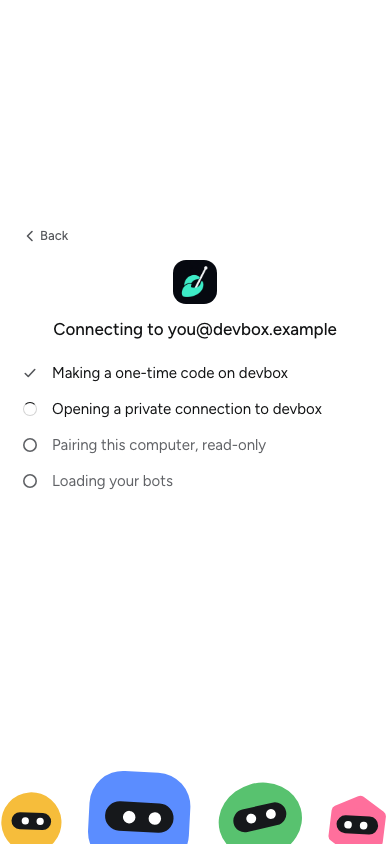 Back
Connecting to you@devbox.example
Making a one-time code on devbox
Opening a private connection to devbox
Pairing this computer, read-only
Loading your bots